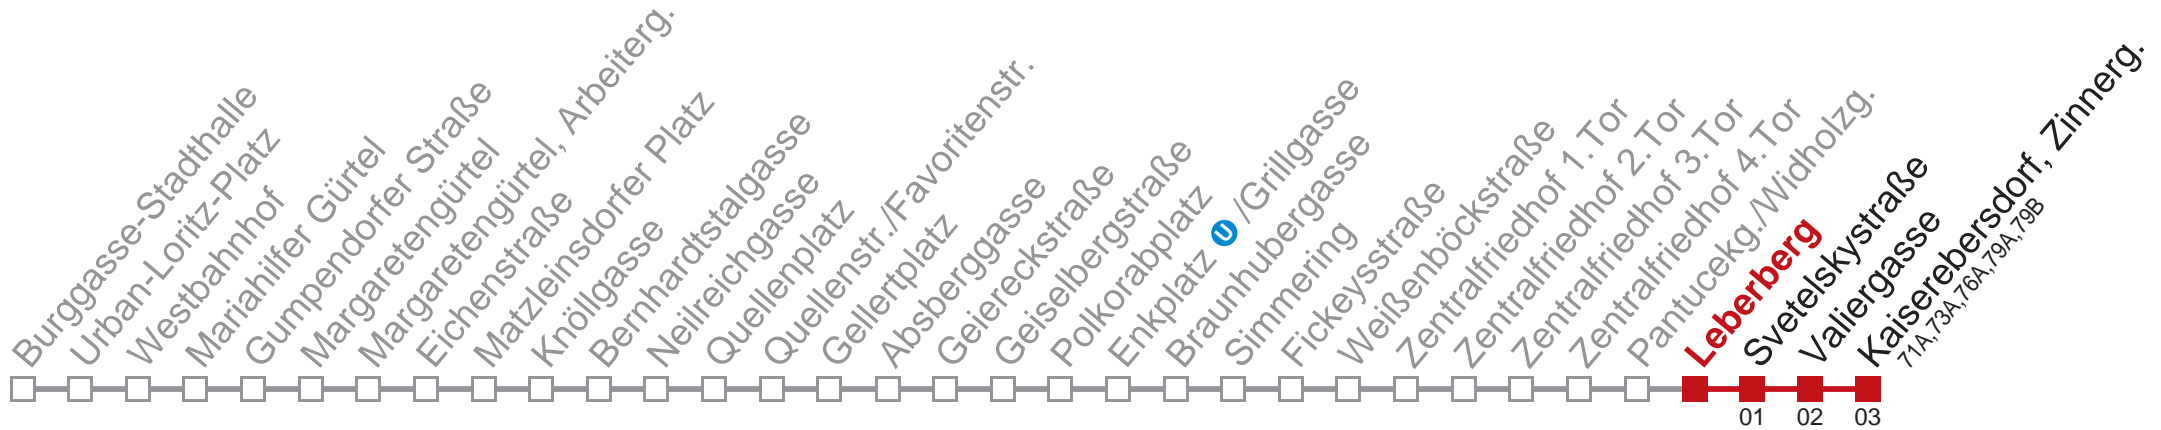 Burggasse-Stadthalle
Urban-Loritz-Platz
Westbahnhof
Mariahilfer Gürtel
Gumpendorfer Straße
Margaretengürtel
Margaretengürtel, Arbeiterg.
Eichenstraße
Matzleinsdorfer Platz
Knöllgasse
Bernhardtstalgasse
Neilreichgasse
Quellenplatz
Quellenstr./Favoritenstr.
Gellertplatz
Absberggasse
Geiereckstraße
Geiselbergstraße
Polkorabplatz
Enkplatz U /Grillgasse
Braunhubergasse
Simmering
Fickeysstraße
Weißenböckstraße
Zentralfriedhof 1.Tor
Zentralfriedhof 2.Tor
Zentralfriedhof 3.Tor
Zentralfriedhof 4.Tor
Pantucekg./Widholzg.
Leberberg
Svetelskystraße
Valiergasse
Kaiserebersdorf, Zinnerg.
71A,73A,76A,79A,79B
01 02 03